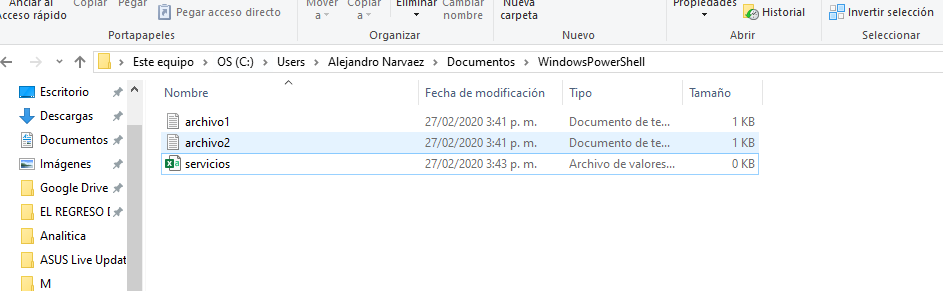 Anclar al Copiar Pegar Pegar acceso directo Mover a Copiar a Eliminar Cambiar Nueva Propiedades Historial Invertir selección
Acceso rápido nombre carpeta
Portapapeles Organizar Nuevo Abrir Seleccionar
Este equipo > OS (C:) > Users > Alejandro Narvaez > Documentos > WindowsPowerShell
Nombre Fecha de modificación Tipo Tamaño
Escritorio
Descargas
Documentos
Imágenes
Google Drive
EL REGRESO
Analitica
ASUS Live Updat
M
archivo1 27/02/2020 3:41 p. m. Documento de te... 1 KB
archivo2 27/02/2020 3:41 p. m. Documento de te... 1 KB
servicios 27/02/2020 3:43 p. m. Archivo de valores... 0 KB